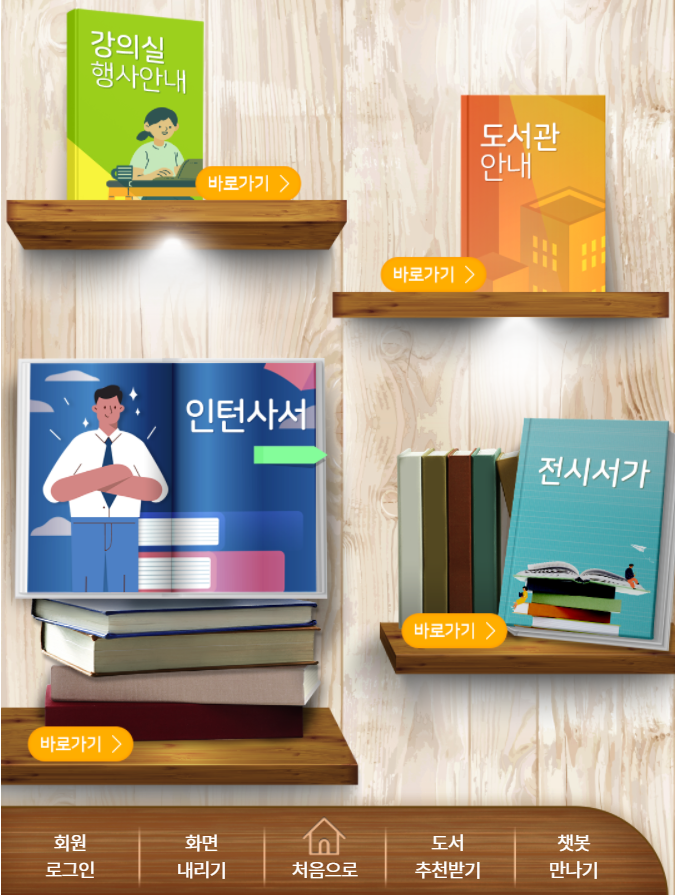 강의실
행사안내
바로가기
도서관
안내
바로가기
인턴사서
전시서가
바로가기
바로가기
회원
로그인
화면
내리기
처음으로
도서
추천받기
챗봇
만나기